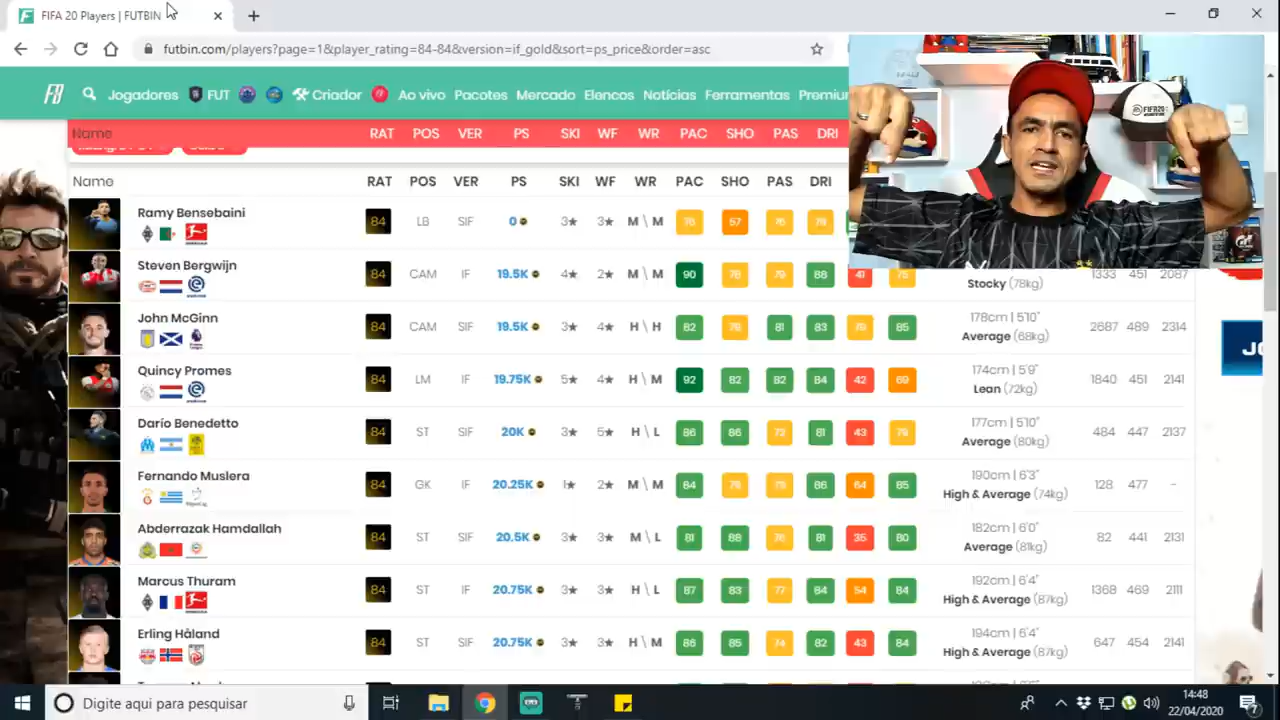 FIFA 20 Players | FUTBIN
futbin.com/players?page=1&player_rating=84-84&version=if_gold&sort=ps_price&order=asc
Jogadores FUT Criador Ao vivo Pacotes Mercado Elencos Notícias Ferramentas Premium
Name RAT POS VER PS SKI WF WR PAC SHO PAS DRI
Name RAT POS VER PS SKI WF WR PAC SHO PAS DRI
Ramy Bensebaini 84 LB SIF 0 3★ 3★ M \ M 57
Steven Bergwijn 84 CAM IF 19.5K 4★ 2★ M \ M 90 88 41 1333 451 2087
Stocky (78kg)
John McGinn 84 CAM SIF 19.5K 3★ 4★ H \ H 82 81 83 85 178cm | 5'10" 2687 489 2314
Average (68kg)
Quincy Promes 84 LM IF 19.75K 5★ 4★ H \ M 92 82 82 84 42 69 174cm | 5'9" 1840 451 2141
Lean (72kg)
Darío Benedetto 84 ST SIF 20K 3★ 5★ H \ L 86 86 81 43 177cm | 5'10" 484 447 2137
Average (80kg)
Fernando Muslera 84 GK IF 20.25K 1★ 2★ M \ M 84 86 64 85 190cm | 6'3" 128 477 -
High & Average (74kg)
Abderrazak Hamdallah 84 ST SIF 20.5K 3★ 3★ M \ L 81 88 76 81 35 80 182cm | 6'0" 82 441 2131
Average (81kg)
Marcus Thuram 84 ST IF 20.75K 3★ 3★ H \ L 87 83 77 84 54 84 192cm | 6'4" 1368 469 2111
High & Average (87kg)
Erling Håland 84 ST SIF 20.75K 3★ 3★ H \ M 86 85 74 82 43 84 194cm | 6'4" 647 454 2141
High & Average (87kg)
JO
FIFA20
Digite aqui para pesquisar
14:48
22/04/2020
7